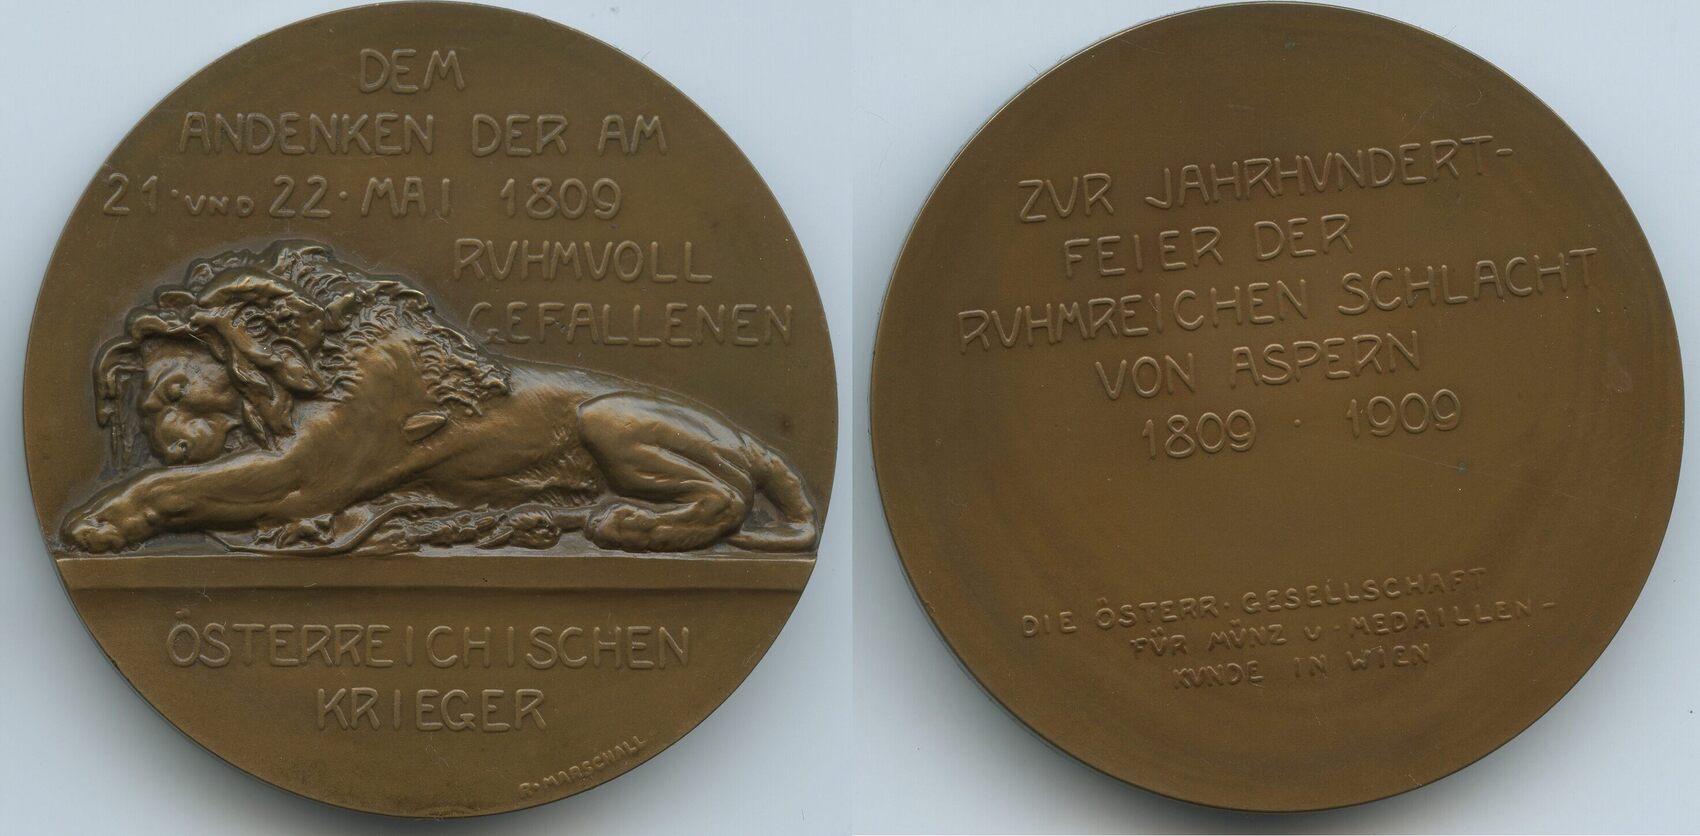 DEM
ANDENKEN DER AM
21· VND 22· MAI 1809
RVHMVOLL
GEFALLENEN
ÖSTERREICHISCHEN
KRIEGER
R·MARSCHALL
ZVR JAHRHVNDERT-
FEIER DER
RVHMREICHEN SCHLACHT
VON ASPERN
1809 · 1909
DIE ÖSTERR· GESELLSCHAFT
FÜR MÜNZ U· MEDAILLEN-
KVNDE IN WIEN